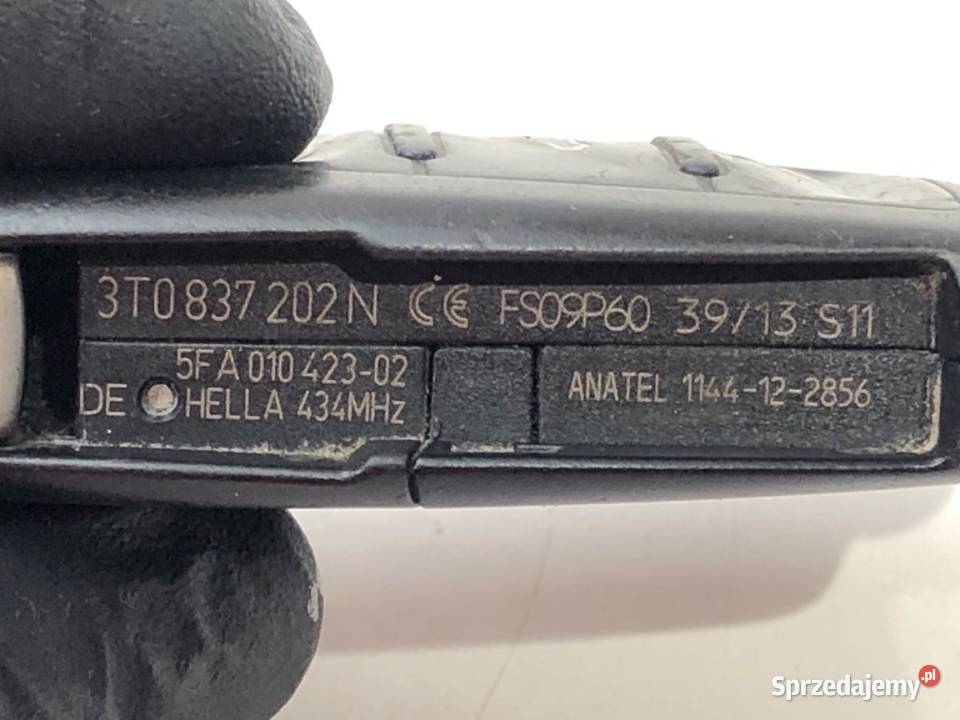 3T0 837 202N CE FS09P60 39/13 S11
5FA 010 423-02
DE HELLA 434MHz
ANATEL 1144-12-2856
Sprzedajemy.pl